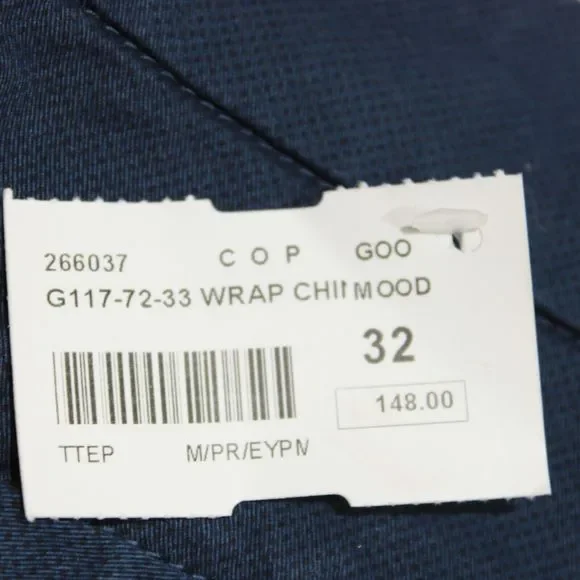 266037 C O P GOO
G117-72-33 WRAP CHI MOOD
32
148.00
TTEP M/PR/EYPM